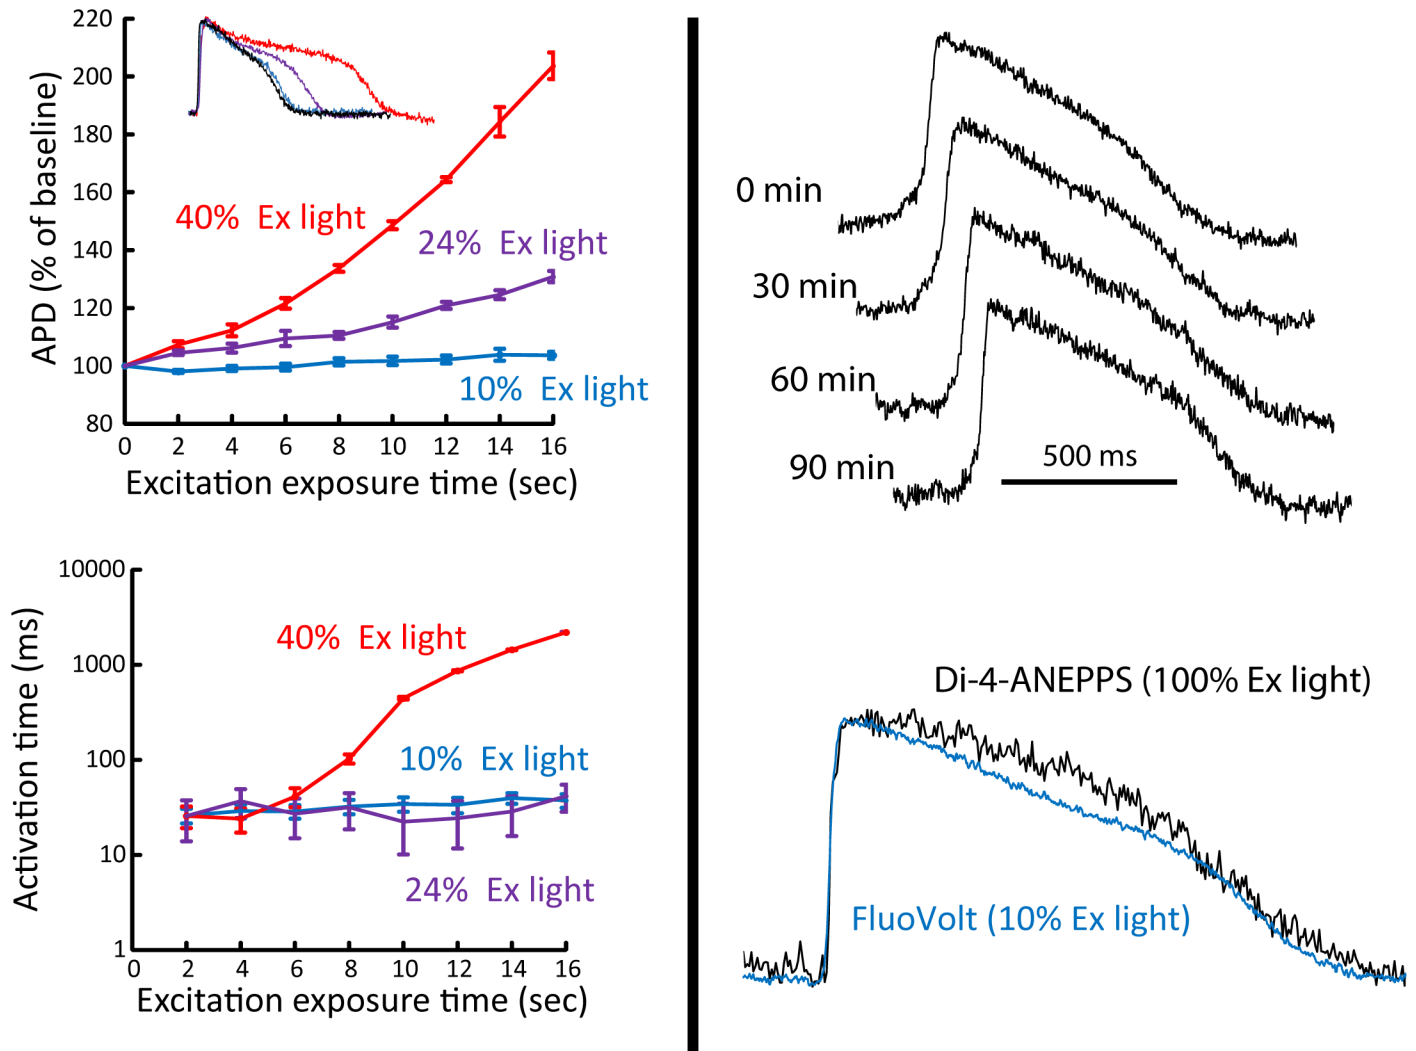 220
200
180
160
140
120
100
80
APD (% of baseline)
40% Ex light
24% Ex light
10% Ex light
0 2 4 6 8 10 12 14 16
Excitation exposure time (sec)
10000
1000
100
10
1
Activation time (ms)
40% Ex light
10% Ex light
24% Ex light
0 2 4 6 8 10 12 14 16
Excitation exposure time (sec)
0 min
30 min
60 min
90 min
500 ms
Di-4-ANEPPS (100% Ex light)
FluoVolt (10% Ex light)